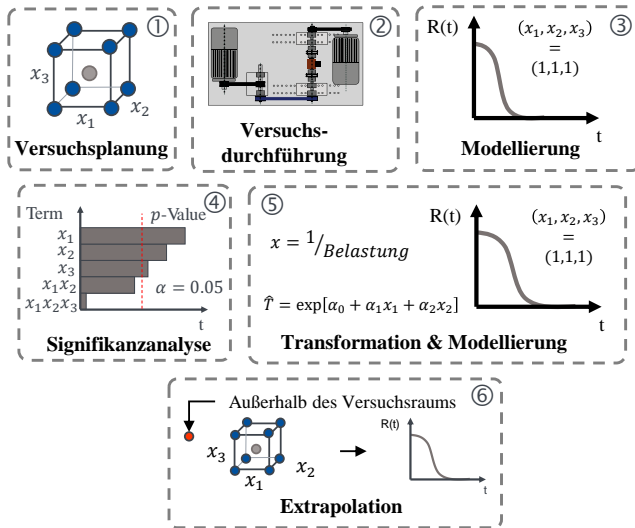 ①
x₃
x₂
x₁
Versuchsplanung
②
Versuchs-
durchführung
③
R(t)
(x₁, x₂, x₃)
=
(1,1,1)
t
Modellierung
④
Term
p-Value
x₁
x₂
x₃
x₁x₂
x₁x₂x₃
α = 0.05
t
Signifikanzanalyse
⑤
x = 1/Belastung
T̂ = exp[α₀ + α₁x₁ + α₂x₂]
R(t)
(x₁, x₂, x₃)
=
(1,1,1)
t
Transformation & Modellierung
⑥
Außerhalb des Versuchsraums
x₃
x₂
x₁
R(t)
t
Extrapolation